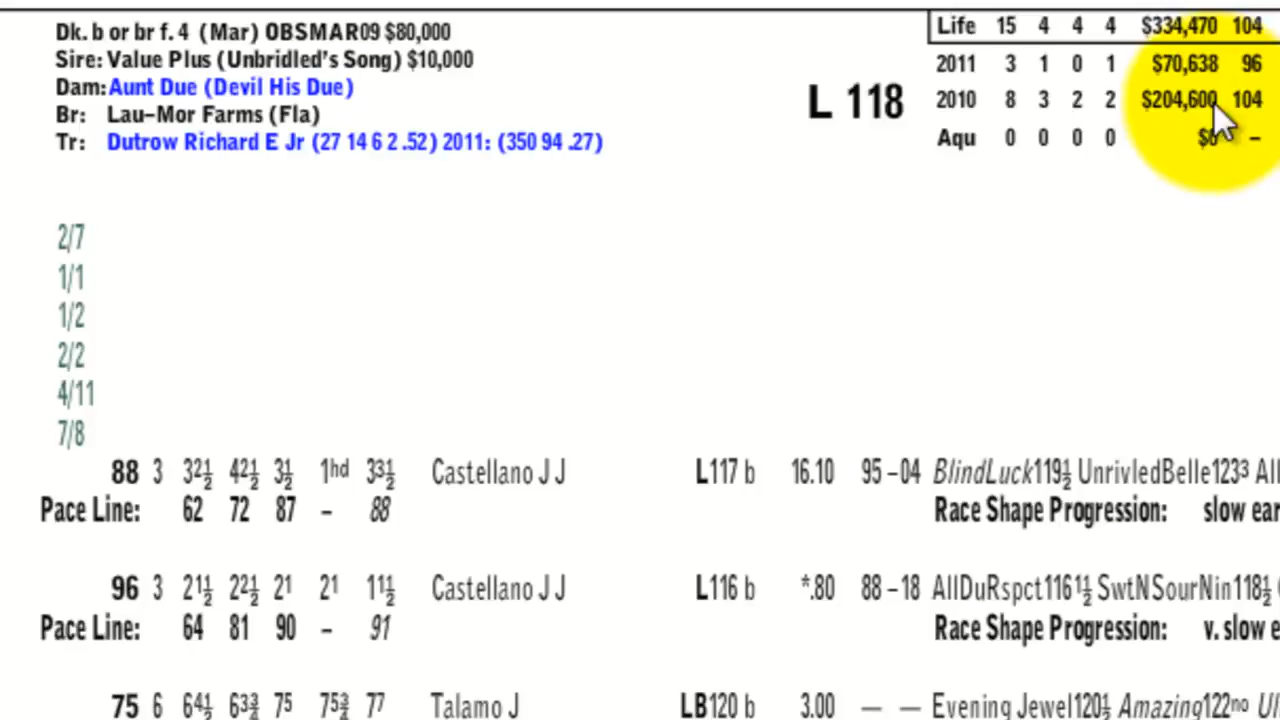 Dk. b or br f. 4 (Mar) OBSMAR09 $80,000
Sire: Value Plus (Unbridled's Song) $10,000
Dam: Aunt Due (Devil His Due)
Br: Lau-Mor Farms (Fla)
Tr: Dutrow Richard E Jr (27 14 6 2 .52) 2011: (350 94 .27)
L 118
Life 15 4 4 4 $334,470 104
2011 3 1 0 1 $70,638 96
2010 8 3 2 2 $204,600 104
Aqu 0 0 0 0 –
2/7
1/1
1/2
2/2
4/11
7/8
88 3 32½ 42½ 3½ 1hd 33½ Castellano J J L117 b 16.10 95-04 BlindLuck119½ UnrivledBelle1233 All
Pace Line: 62 72 87 – 88 Race Shape Progression: slow ear
96 3 21½ 22½ 21 21 11½ Castellano J J L116 b *.80 88-18 AllDuRspct1161½ SwtNSourNin118½
Pace Line: 64 81 90 – 91 Race Shape Progression: v. slow e
75 6 64½ 63¾ 75 75¾ 77 Talamo J LB120 b 3.00 — — Evening Jewel120½ Amazing122no Ul